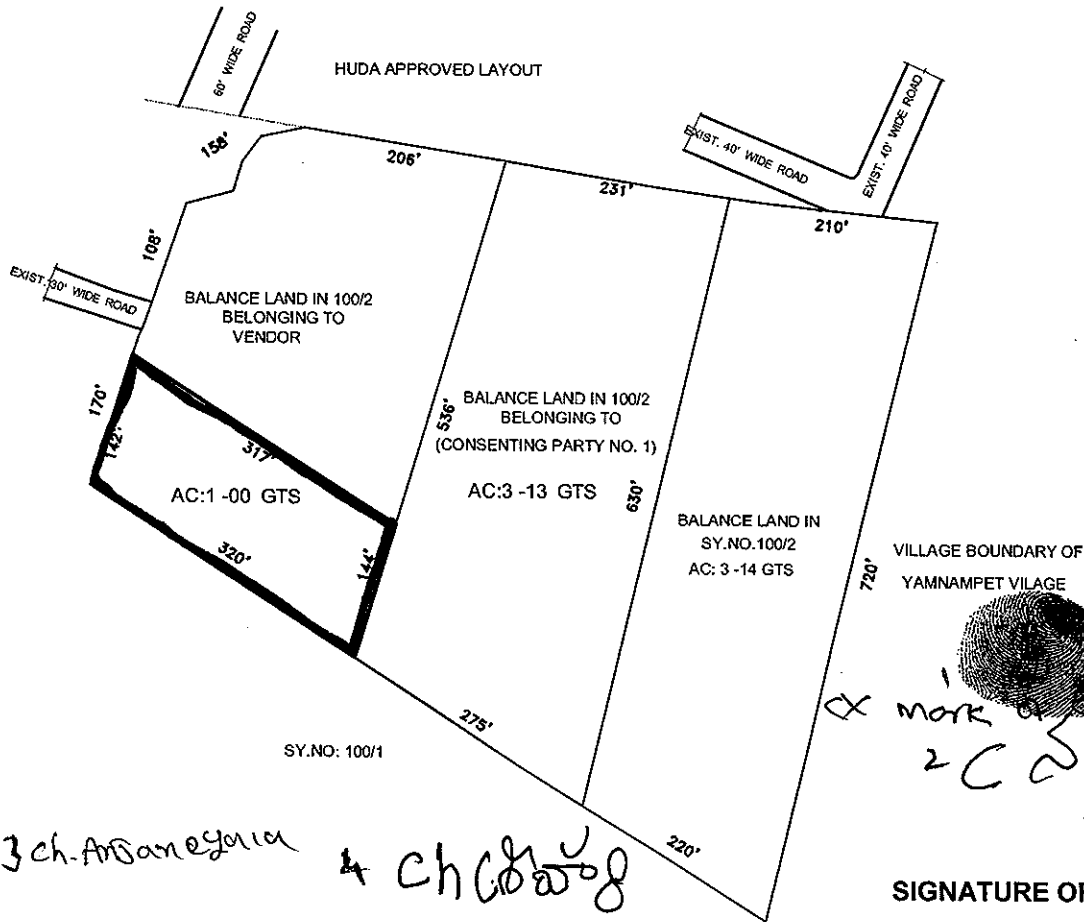 60' WIDE ROAD
HUDA APPROVED LAYOUT
EXIST. 40' WIDE ROAD
EXIST. 40' WIDE ROAD
158'
206'
231'
210'
108'
EXIST. 30' WIDE ROAD
BALANCE LAND IN 100/2
BELONGING TO
VENDOR
170'
142'
317'
AC:1 -00 GTS
320'
144'
536'
BALANCE LAND IN 100/2
BELONGING TO
(CONSENTING PARTY NO. 1)
AC:3 -13 GTS
630'
BALANCE LAND IN
SY.NO.100/2
AC: 3 -14 GTS
720'
VILLAGE BOUNDARY OF
YAMNAMPET VILAGE
275'
SY.NO: 100/1
220'
1
mark
2
3 Ch.
4 Ch
SIGNATURE OF